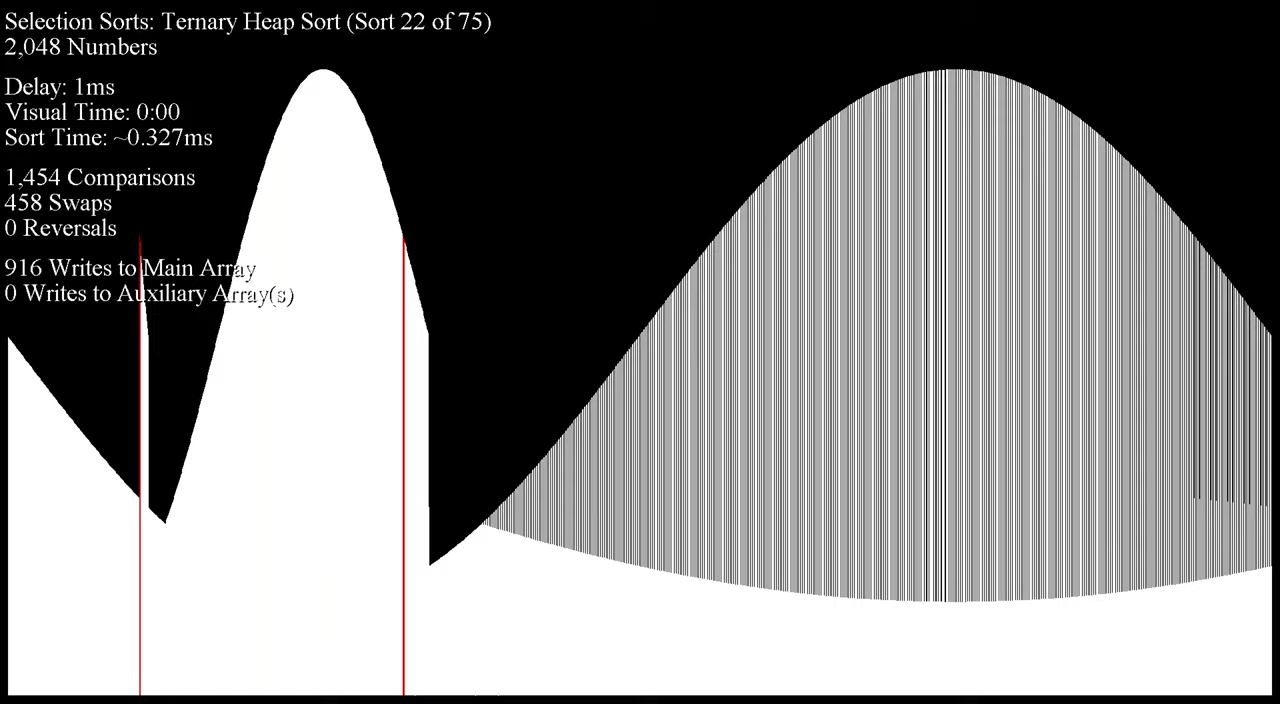 Selection Sorts: Ternary Heap Sort (Sort 22 of 75)
2,048 Numbers
Delay: 1ms
Visual Time: 0:00
Sort Time: ~0.327ms
1,454 Comparisons
458 Swaps
0 Reversals
916 Writes to Main Array
0 Writes to Auxiliary Array(s)